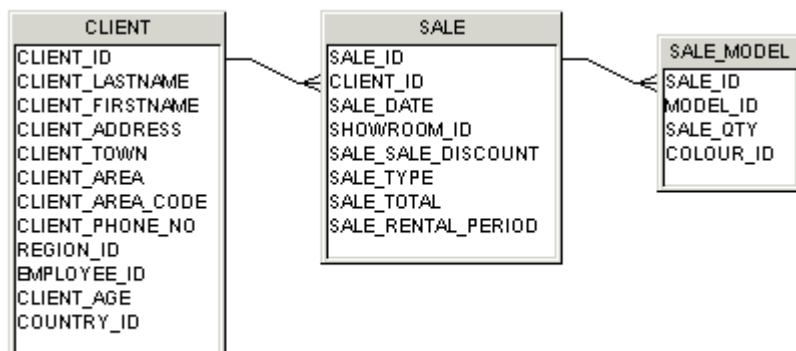 CLIENT
CLIENT_ID
CLIENT_LASTNAME
CLIENT_FIRSTNAME
CLIENT_ADDRESS
CLIENT_TOWN
CLIENT_AREA
CLIENT_AREA_CODE
CLIENT_PHONE_NO
REGION_ID
EMPLOYEE_ID
CLIENT_AGE
COUNTRY_ID
SALE
SALE_ID
CLIENT_ID
SALE_DATE
SHOWROOM_ID
SALE_SALE_DISCOUNT
SALE_TYPE
SALE_TOTAL
SALE_RENTAL_PERIOD
SALE_MODEL
SALE_ID
MODEL_ID
SALE_QTY
COLOUR_ID